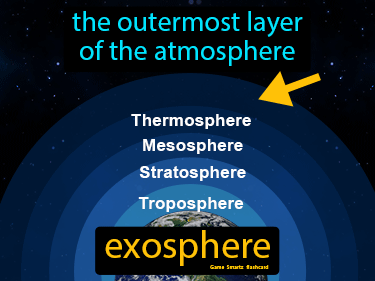 the outermost layer
of the atmosphere
Thermosphere
Mesosphere
Stratosphere
Troposphere
exosphere
Game Smartz flashcard